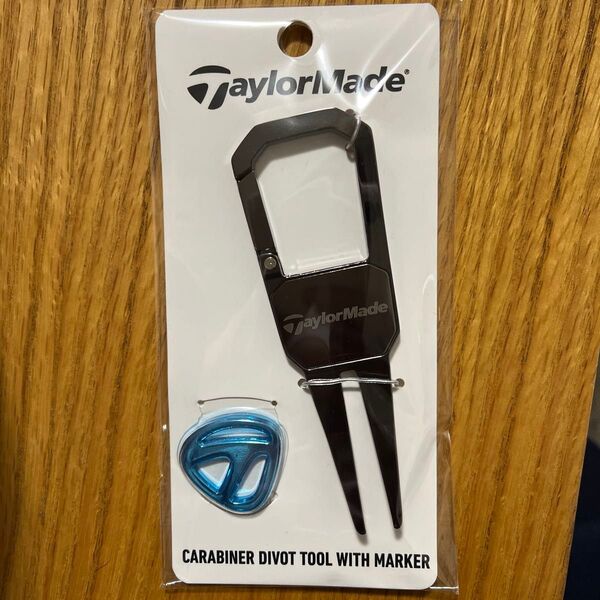 TaylorMade®
TaylorMade
CARABINER DIVOT TOOL WITH MARKER